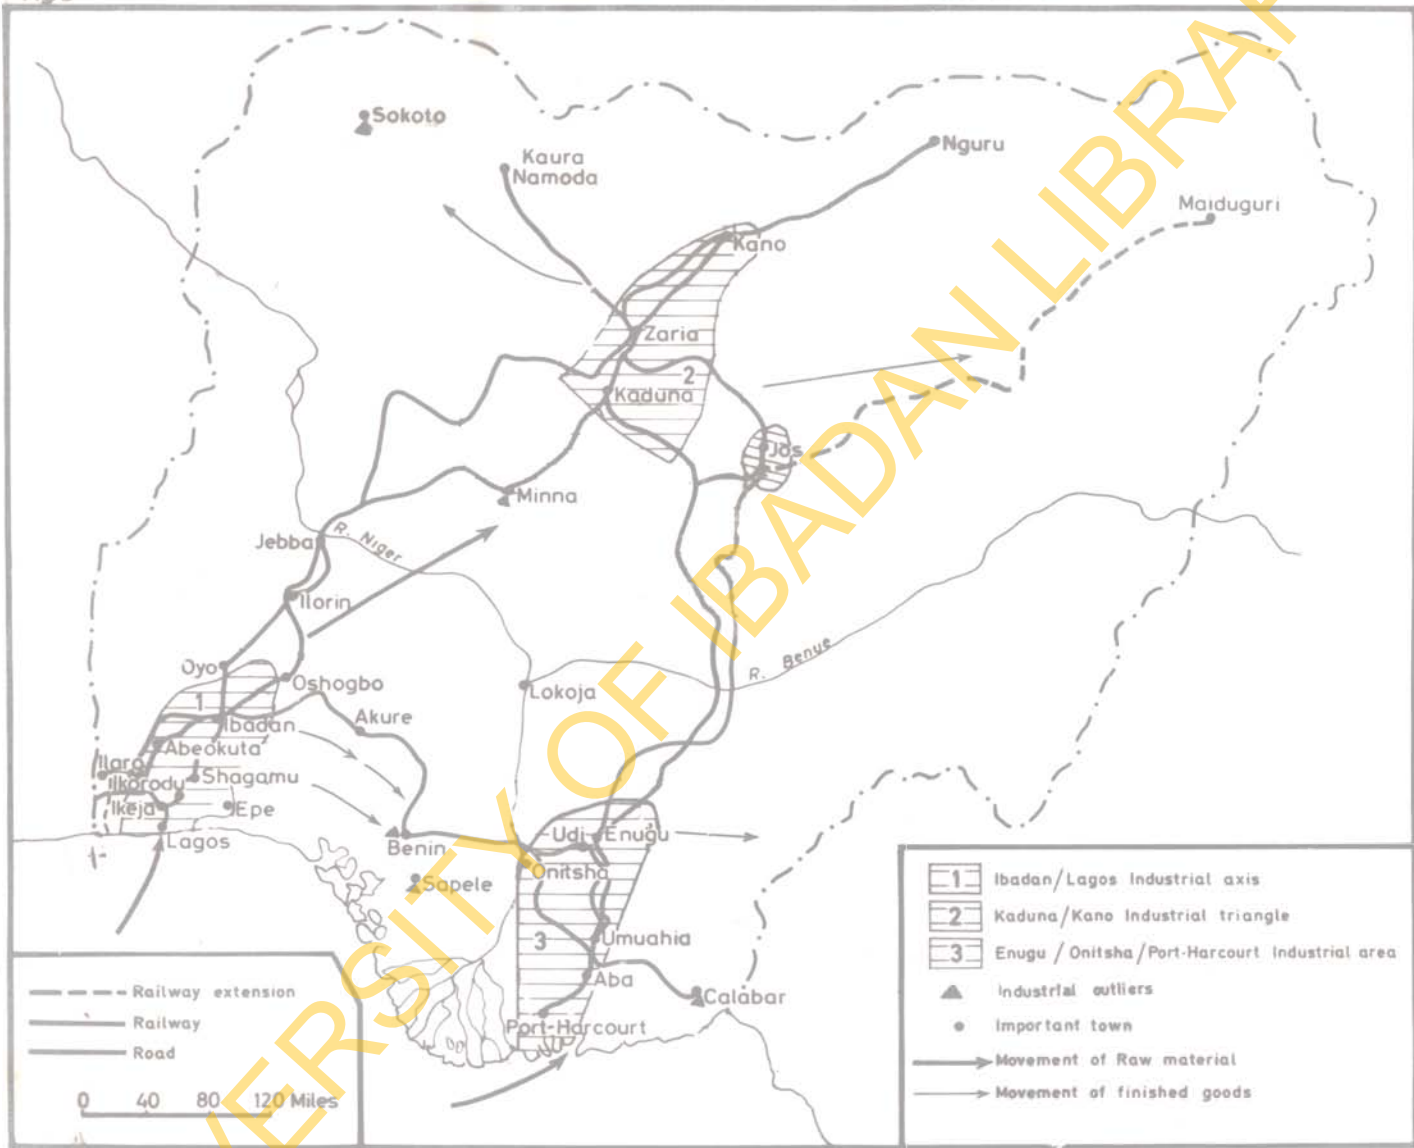 Sokoto
Kaura
Namoda
Nguru
Maiduguri
Kano
Zaria
2
Kaduna
Jos
Minna
Jebba
R. Niger
Ilorin
Oyo
Oshogbo
1
Ibadan
Akure
Lokoja
R. Benue
Abeokuta
Ilaro
Ilkorodu
Shagamu
Ikeja
Epe
Lagos
Benin
Udi
Enugu
Onitsha
Sapele
3
Umuahia
Aba
Calabar
Port-Harcourt
Railway extension
Railway
Road
0 40 80 120 Miles
1 Ibadan/Lagos Industrial axis
2 Kaduna/Kano Industrial triangle
3 Enugu / Onitsha/Port-Harcourt Industrial area
Industrial outliers
Important town
Movement of Raw material
Movement of finished goods
UNIVERSITY OF IBADAN LIBRARY